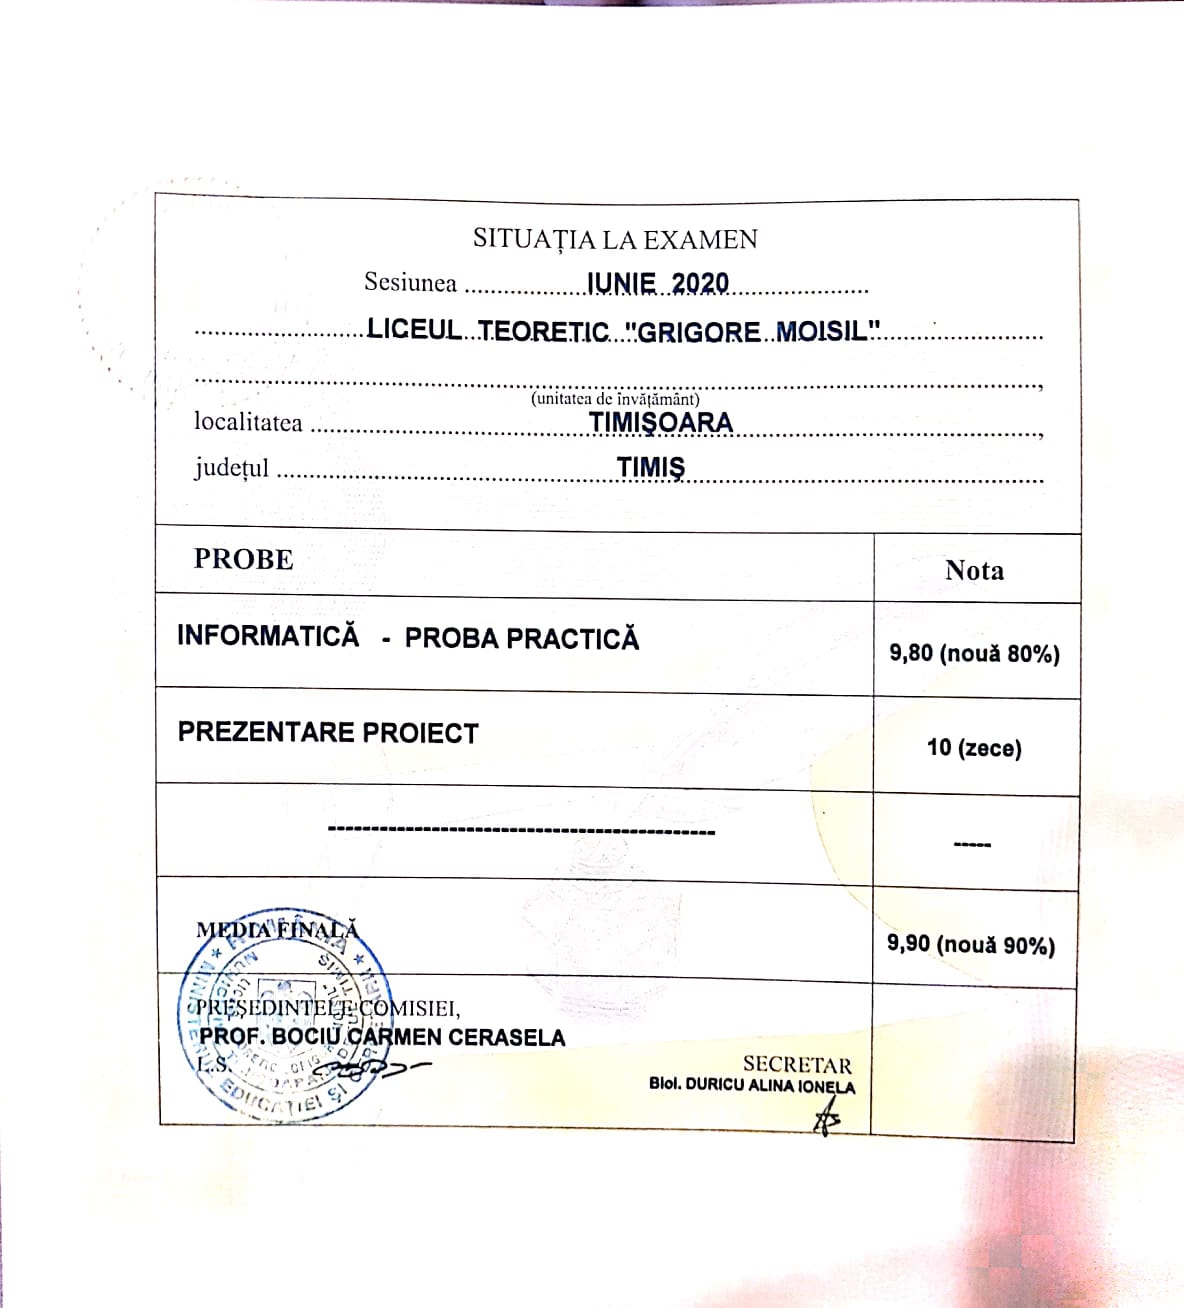 SITUAȚIA LA EXAMEN
Sesiunea ..................IUNIE..2020.....................
.........................LICEUL..TEORETIC..."GRIGORE..MOISIL"........................
....................................................................................................,
(unitatea de învățământ)
localitatea ..........................................TIMIŞOARA..............................................,
județul ....................................................TIMIŞ......................................................
PROBE Nota
INFORMATICĂ - PROBA PRACTICĂ 9,80 (nouă 80%)
PREZENTARE PROIECT 10 (zece)
--------------------------------------------- -----
MEDIA FINALĂ 9,90 (nouă 90%)
PREȘEDINTELE COMISIEI,
PROF. BOCIU CARMEN CERASELA
L.S.
SECRETAR
Biol. DURICU ALINA IONELA
EDUCAȚIEI ȘI